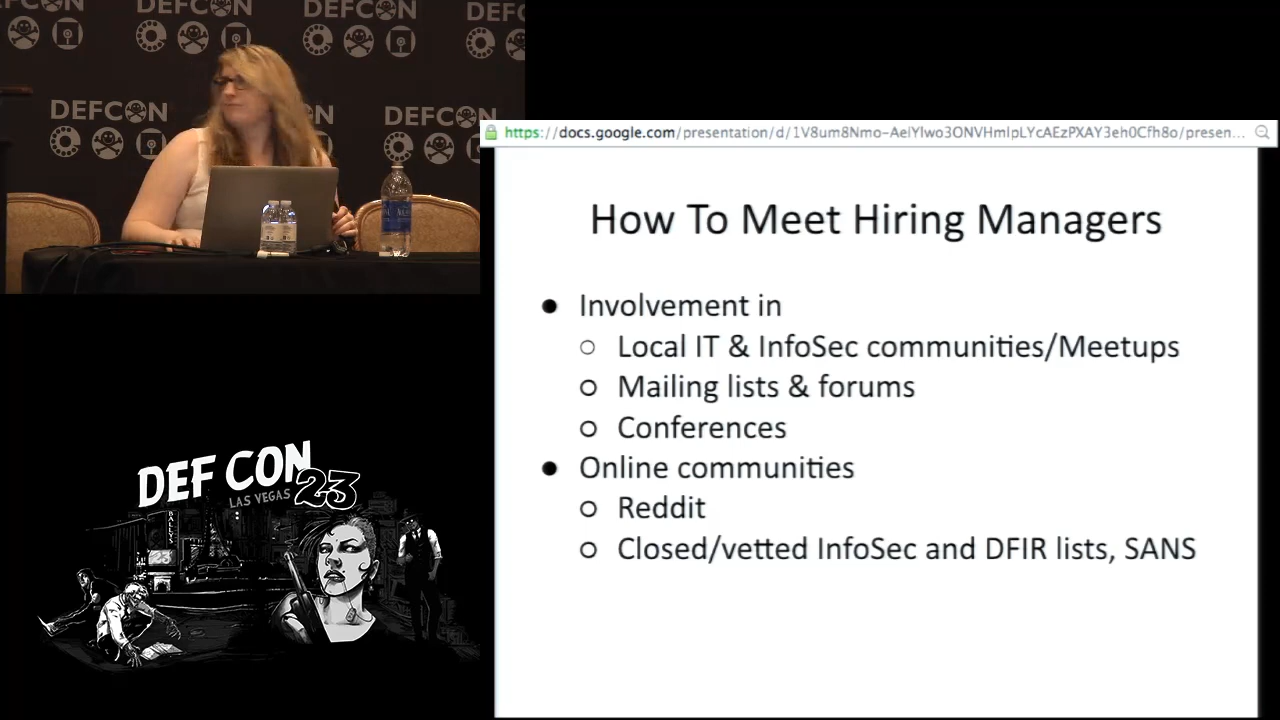 DEFCON
DEFCON
DEFCON
DEFCON
DEFCON
https://docs.google.com/presentation/d/1V8um8Nmo-AeiYlwo3ONVHmIpLYcAEzPXAY3eh0Cfh8o/presen...
How To Meet Hiring Managers
● Involvement in
○ Local IT & InfoSec communities/Meetups
○ Mailing lists & forums
○ Conferences
● Online communities
○ Reddit
○ Closed/vetted InfoSec and DFIR lists, SANS
DEF CON
LAS VEGAS 23
BALLYS